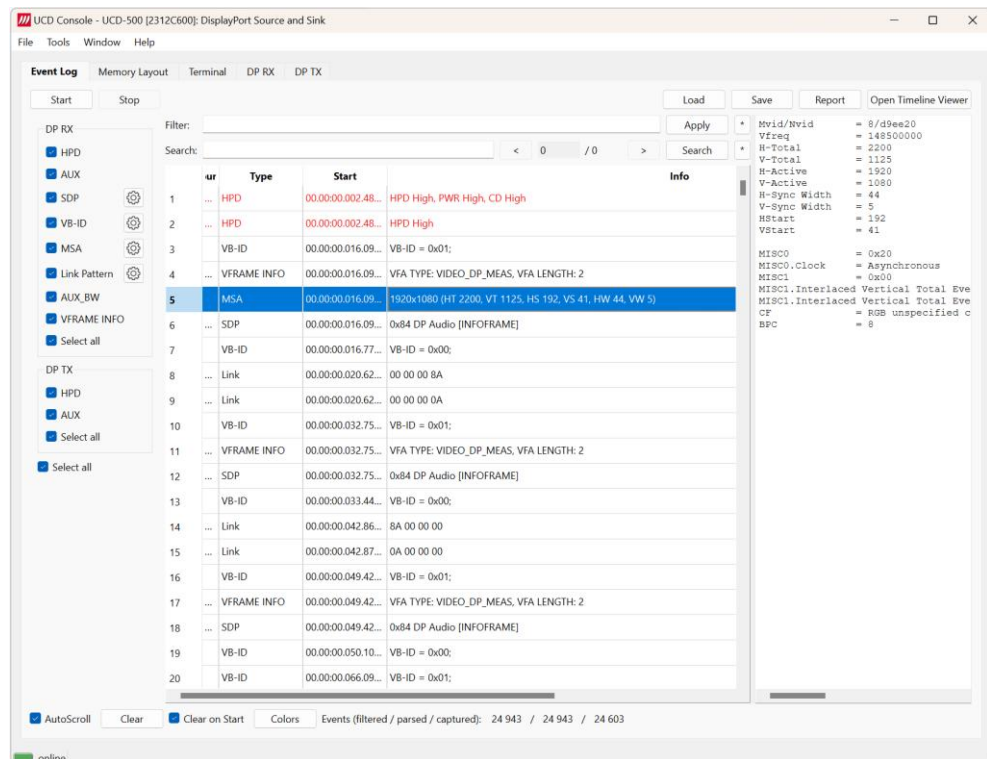 UCD Console - UCD-500 [2312C600]: DisplayPort Source and Sink
File Tools Window Help
Event Log Memory Layout Terminal DP RX DP TX
Start Stop Load Save Report Open Timeline Viewer
DP RX
HPD
AUX
SDP
VB-ID
MSA
Link Pattern
AUX_BW
VFRAME INFO
Select all
DP TX
HPD
AUX
Select all
Select all
Filter: Apply *
Search: < 0 / 0 > Search *
ur Type Start Info
1 ... HPD 00.00:00.002.48... HPD High, PWR High, CD High
2 ... HPD 00.00:00.002.48... HPD High
3 VB-ID 00.00:00.016.09... VB-ID = 0x01;
4 ... VFRAME INFO 00.00:00.016.09... VFA TYPE: VIDEO_DP_MEAS, VFA LENGTH: 2
5 MSA 00.00:00.016.09... 1920x1080 (HT 2200, VT 1125, HS 192, VS 41, HW 44, VW 5)
6 ... SDP 00.00:00.016.09... 0x84 DP Audio [INFOFRAME]
7 VB-ID 00.00:00.016.77... VB-ID = 0x00;
8 ... Link 00.00:00.020.62... 00 00 00 8A
9 ... Link 00.00:00.020.62... 00 00 00 0A
10 VB-ID 00.00:00.032.75... VB-ID = 0x01;
11 ... VFRAME INFO 00.00:00.032.75... VFA TYPE: VIDEO_DP_MEAS, VFA LENGTH: 2
12 ... SDP 00.00:00.032.75... 0x84 DP Audio [INFOFRAME]
13 VB-ID 00.00:00.033.44... VB-ID = 0x00;
14 ... Link 00.00:00.042.86... 8A 00 00 00
15 ... Link 00.00:00.042.87... 0A 00 00 00
16 VB-ID 00.00:00.049.42... VB-ID = 0x01;
17 ... VFRAME INFO 00.00:00.049.42... VFA TYPE: VIDEO_DP_MEAS, VFA LENGTH: 2
18 ... SDP 00.00:00.049.42... 0x84 DP Audio [INFOFRAME]
19 VB-ID 00.00:00.050.10... VB-ID = 0x00;
20 VB-ID 00.00:00.066.09... VB-ID = 0x01;
Mvid/Nvid = 8/d9ee20
Vfreq = 148500000
H-Total = 2200
V-Total = 1125
H-Active = 1920
V-Active = 1080
H-Sync Width = 44
V-Sync Width = 5
HStart = 192
VStart = 41
MISC0 = 0x20
MISC0.Clock = Asynchronous
MISC1 = 0x00
MISC1.Interlaced Vertical Total Eve
MISC1.Interlaced Vertical Total Eve
CF = RGB unspecified c
BPC = 8
AutoScroll Clear Clear on Start Colors Events (filtered / parsed / captured): 24 943 / 24 943 / 24 603
online